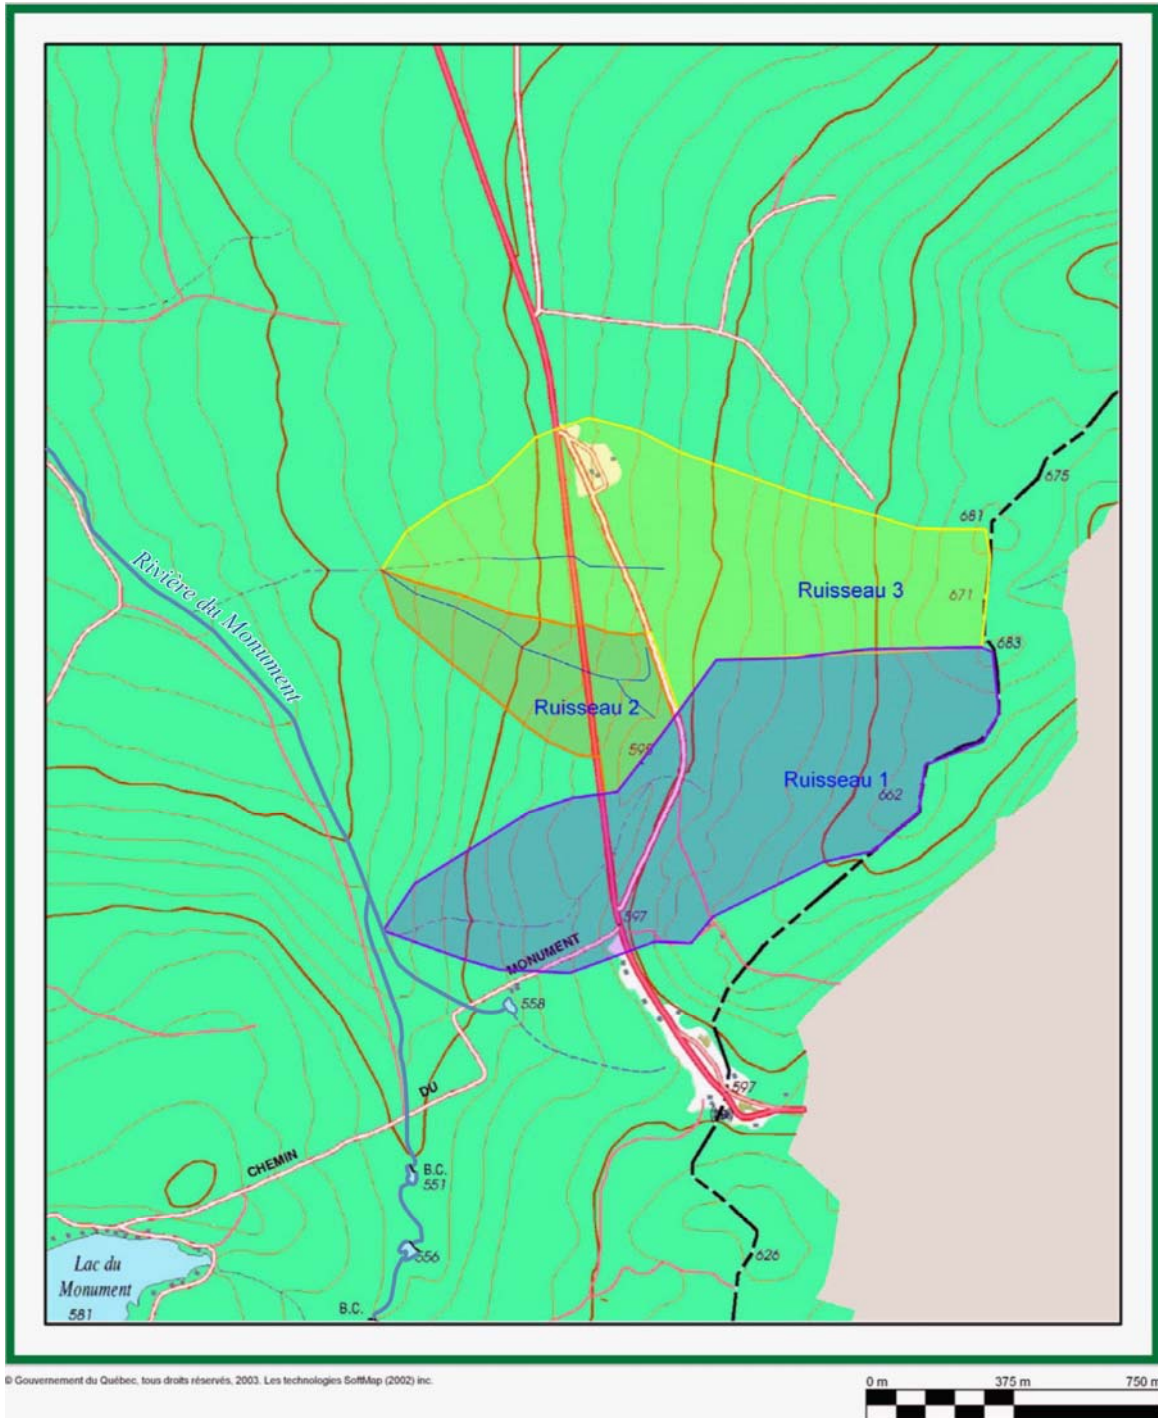 675
681
Rivière du Monument
Ruisseau 3
671
683
Ruisseau 2
598
Ruisseau 1
662
597
MONUMENT
558
DU
597
CHEMIN
B.C.
551
556
626
Lac du
Monument
581
B.C.
© Gouvernement du Québec, tous droits réservés, 2003. Les technologies SoftMap (2002) inc.
0 m 375 m 750 m